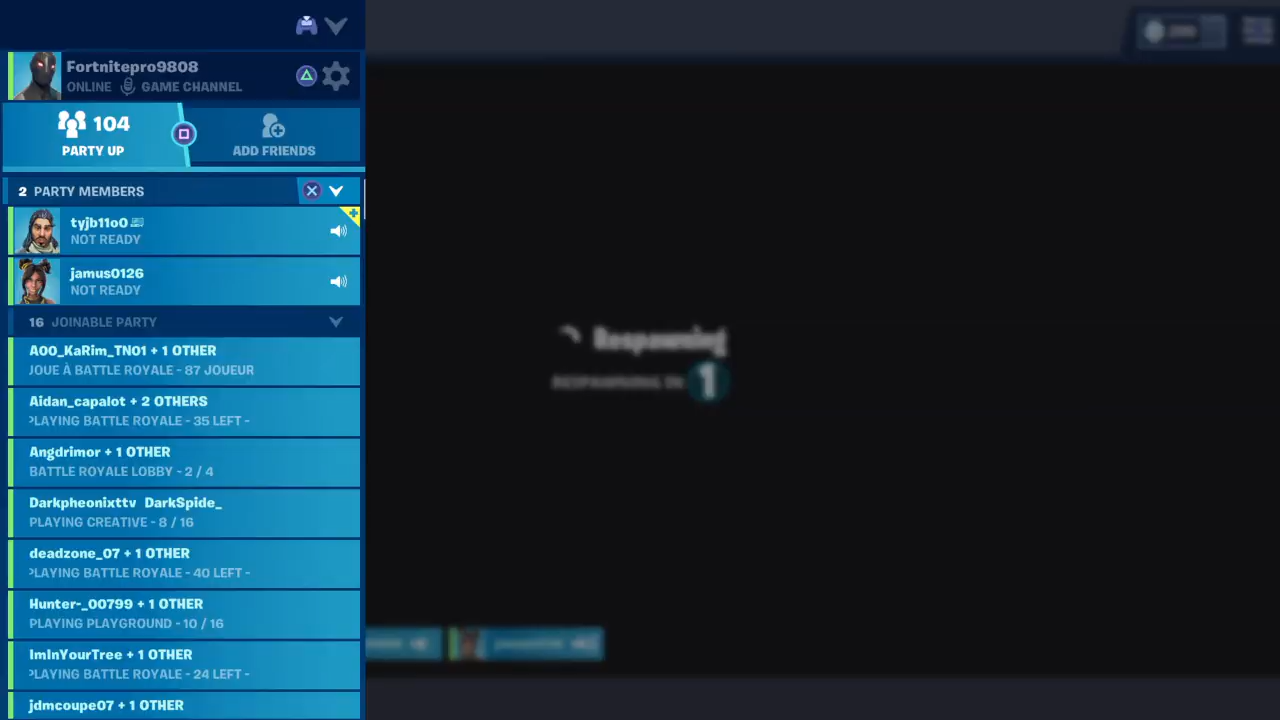 Fortnitepro9808
ONLINE GAME CHANNEL
104
PARTY UP
ADD FRIENDS
2 PARTY MEMBERS
tyjb11o0
NOT READY
jamus0126
NOT READY
16 JOINABLE PARTY
A00_KaRim_TN01 + 1 OTHER
JOUE À BATTLE ROYALE - 87 JOUEUR
Aidan_capalot + 2 OTHERS
PLAYING BATTLE ROYALE - 35 LEFT -
Angdrimor + 1 OTHER
BATTLE ROYALE LOBBY - 2 / 4
Darkpheonixttv DarkSpide_
PLAYING CREATIVE - 8 / 16
deadzone_07 + 1 OTHER
PLAYING BATTLE ROYALE - 40 LEFT -
Hunter-_00799 + 1 OTHER
PLAYING PLAYGROUND - 10 / 16
ImInYourTree + 1 OTHER
PLAYING BATTLE ROYALE - 24 LEFT -
jdmcoupe07 + 1 OTHER
Respawning
RESPAWNING IN 1